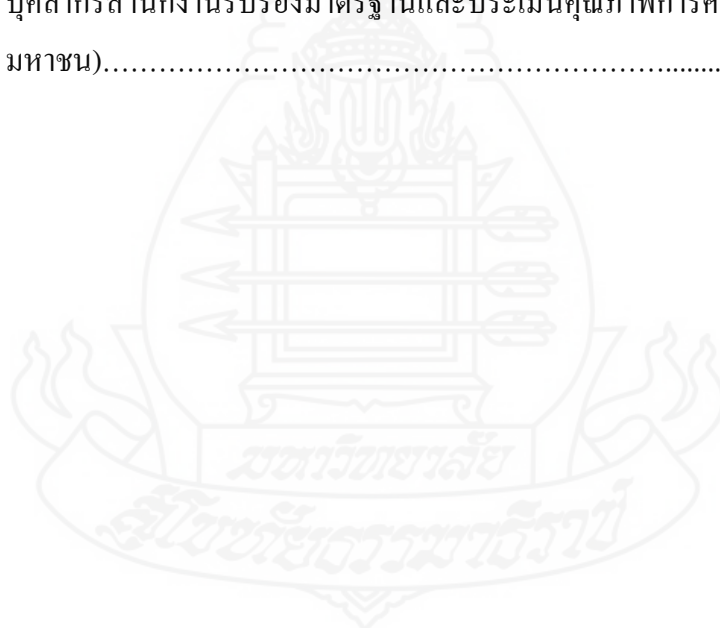 บุคลากรสำนักงานรับรองมาตรฐานและประเมินคุณภาพการศ
มหาชน)…………………………………………………….........
มหาวิทยาลัย
สุโขทัยธรรมาธิราช